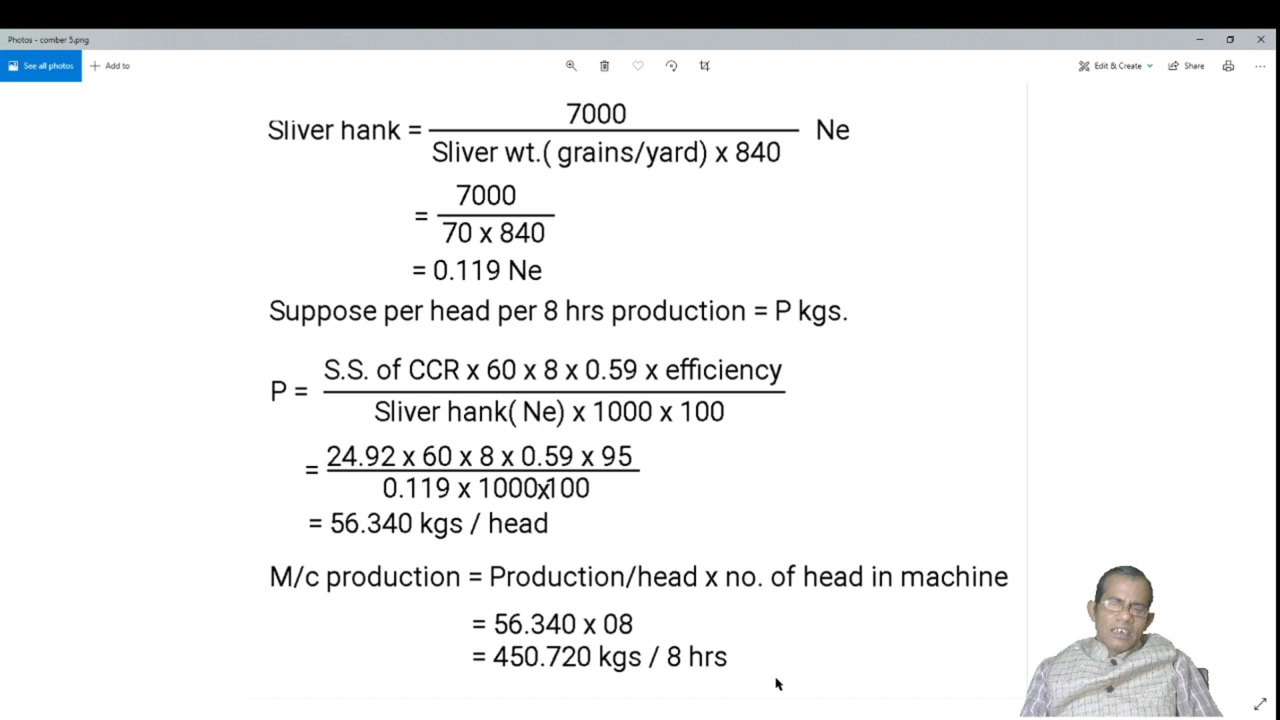 Photos - comber 5.png
See all photos + Add to Edit & Create Share ...
7000
Sliver hank = Ne
Sliver wt.( grains/yard) x 840
7000
=
70 x 840
= 0.119 Ne
Suppose per head per 8 hrs production = P kgs.
S.S. of CCR x 60 x 8 x 0.59 x efficiency
P =
Sliver hank( Ne) x 1000 x 100
24.92 x 60 x 8 x 0.59 x 95
=
0.119 x 1000x100
= 56.340 kgs / head
M/c production = Production/head x no. of head in machine
= 56.340 x 08
= 450.720 kgs / 8 hrs